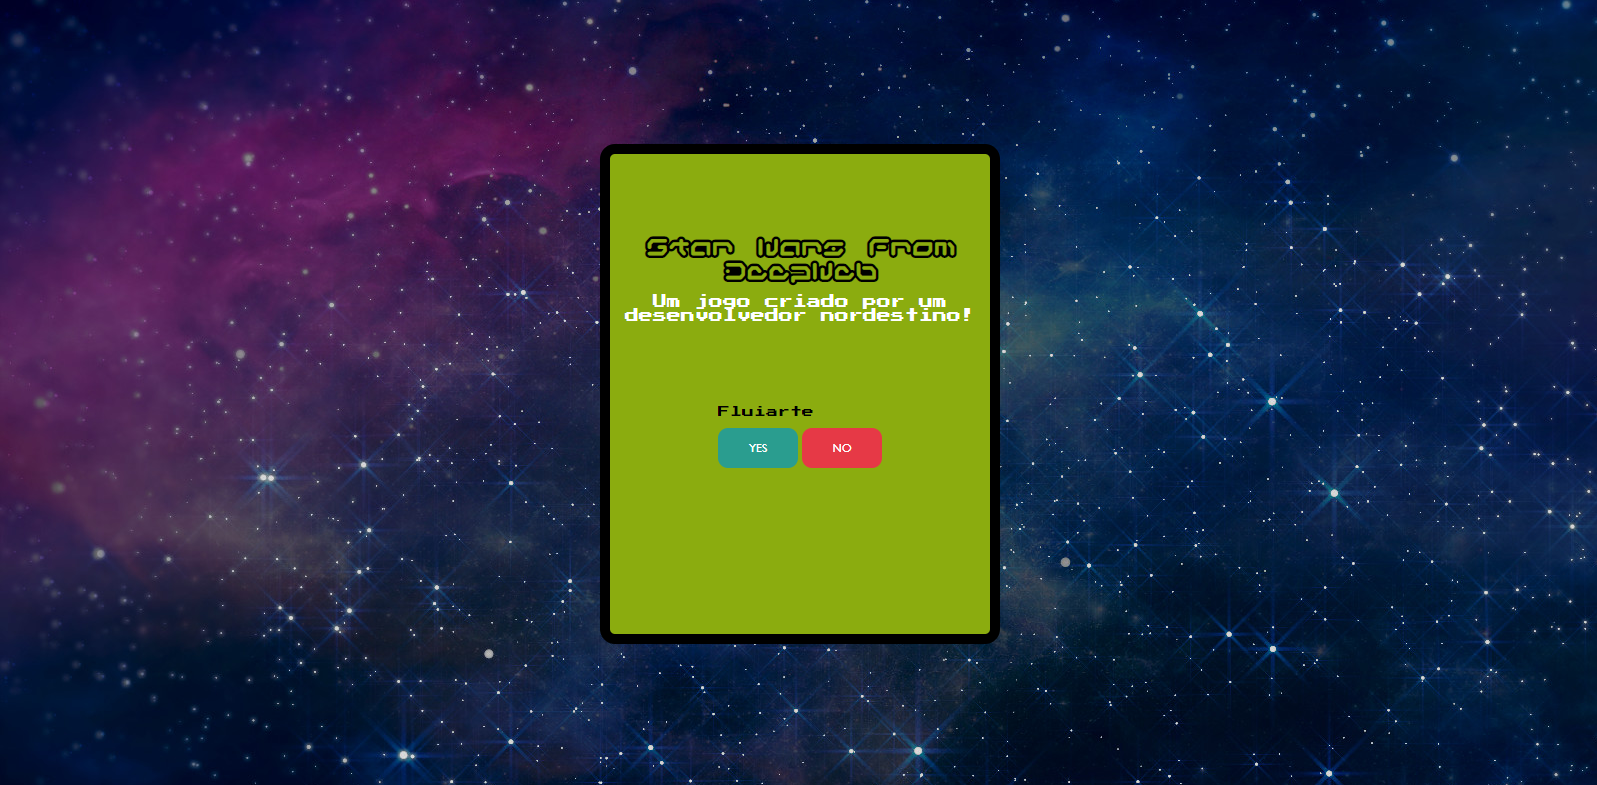 Star Wars From
DeepWeb
Um jogo criado por um
desenvolvedor nordestino!
Fluiarte
YES
NO